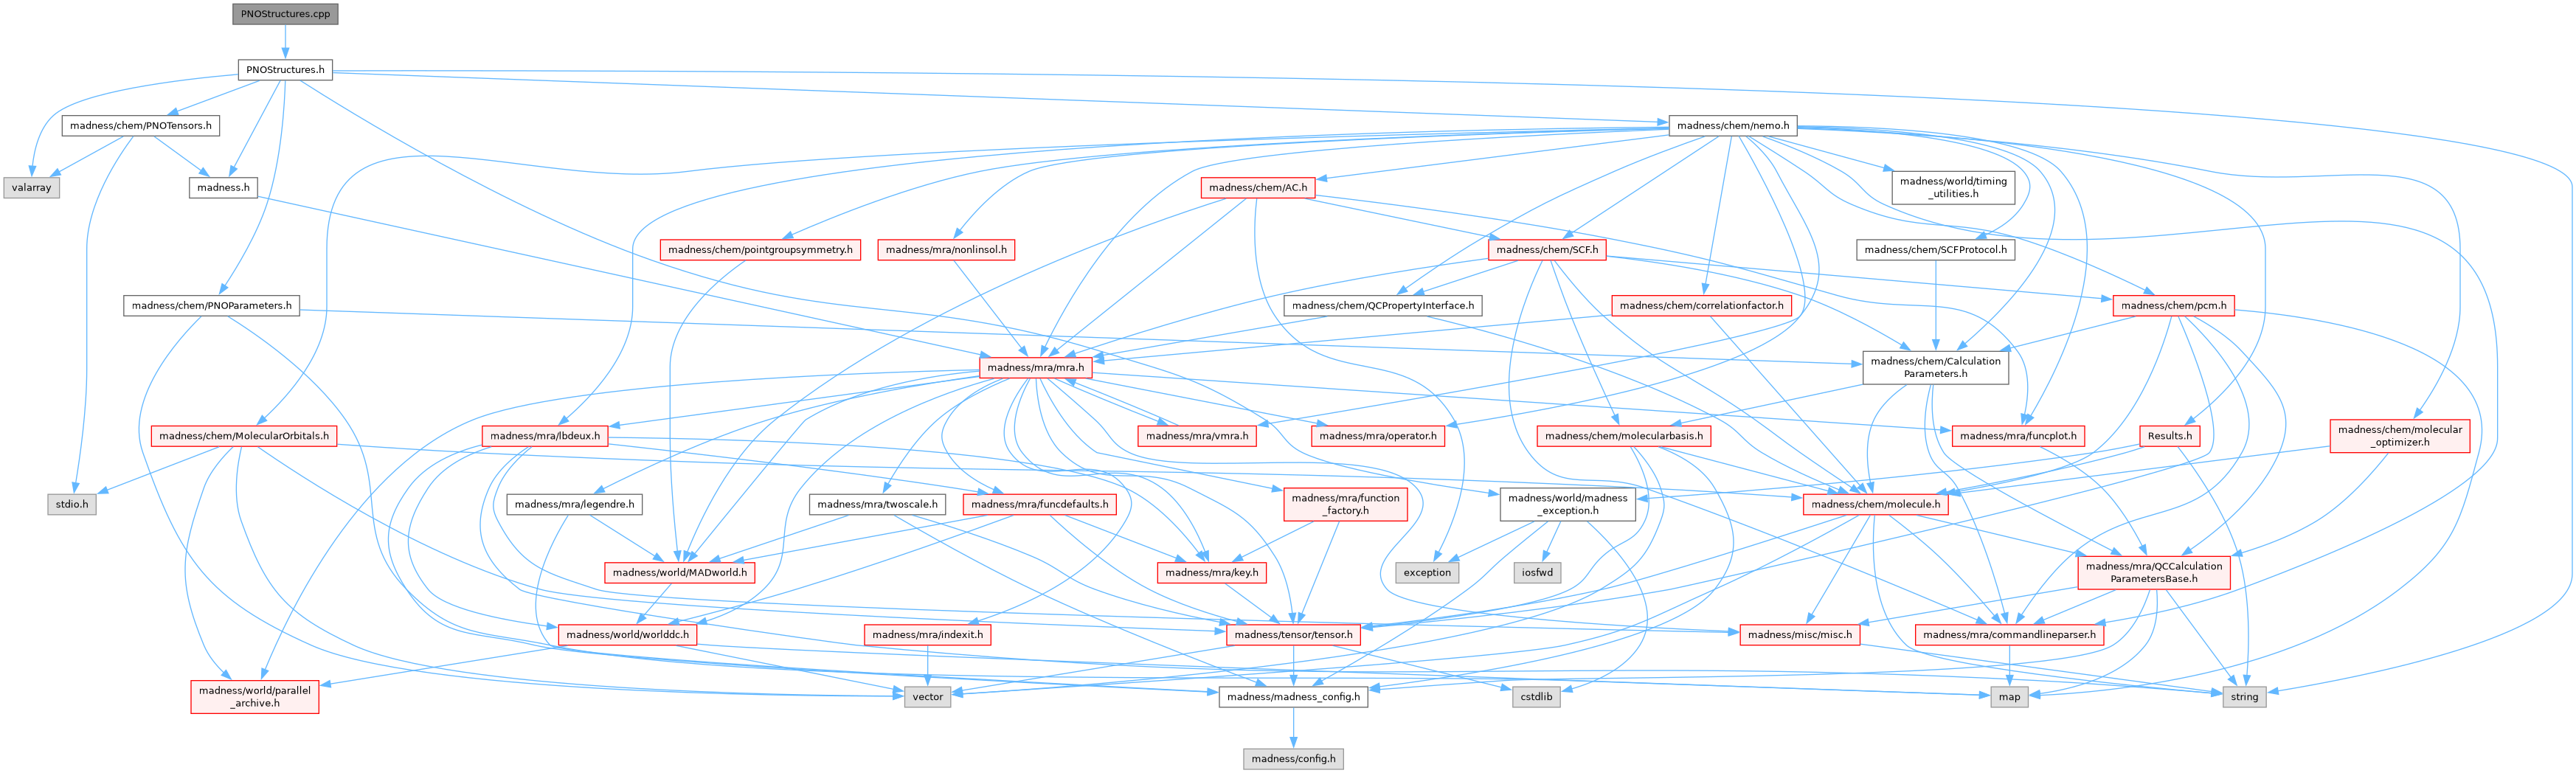 PNOStructures.cpp
PNOStructures.h
madness/chem/PNOTensors.h
madness/chem/nemo.h
valarray
madness.h
madness/chem/AC.h
madness/world/timing
_utilities.h
madness/chem/pointgroupsymmetry.h
madness/mra/nonlinsol.h
madness/chem/SCF.h
madness/chem/SCFProtocol.h
madness/chem/PNOParameters.h
madness/chem/QCPropertyInterface.h
madness/chem/correlationfactor.h
madness/chem/pcm.h
madness/mra/mra.h
madness/chem/Calculation
Parameters.h
madness/chem/MolecularOrbitals.h
madness/mra/lbdeux.h
madness/mra/vmra.h
madness/mra/operator.h
madness/chem/molecularbasis.h
madness/mra/funcplot.h
Results.h
madness/chem/molecular
_optimizer.h
stdio.h
madness/mra/legendre.h
madness/mra/twoscale.h
madness/mra/funcdefaults.h
madness/mra/function
_factory.h
madness/world/madness
_exception.h
madness/chem/molecule.h
madness/world/MADworld.h
madness/mra/key.h
exception
iosfwd
madness/mra/QCCalculation
ParametersBase.h
madness/world/worlddc.h
madness/mra/indexit.h
madness/tensor/tensor.h
madness/misc/misc.h
madness/mra/commandlineparser.h
madness/world/parallel
_archive.h
vector
madness/madness_config.h
cstdlib
map
string
madness/config.h